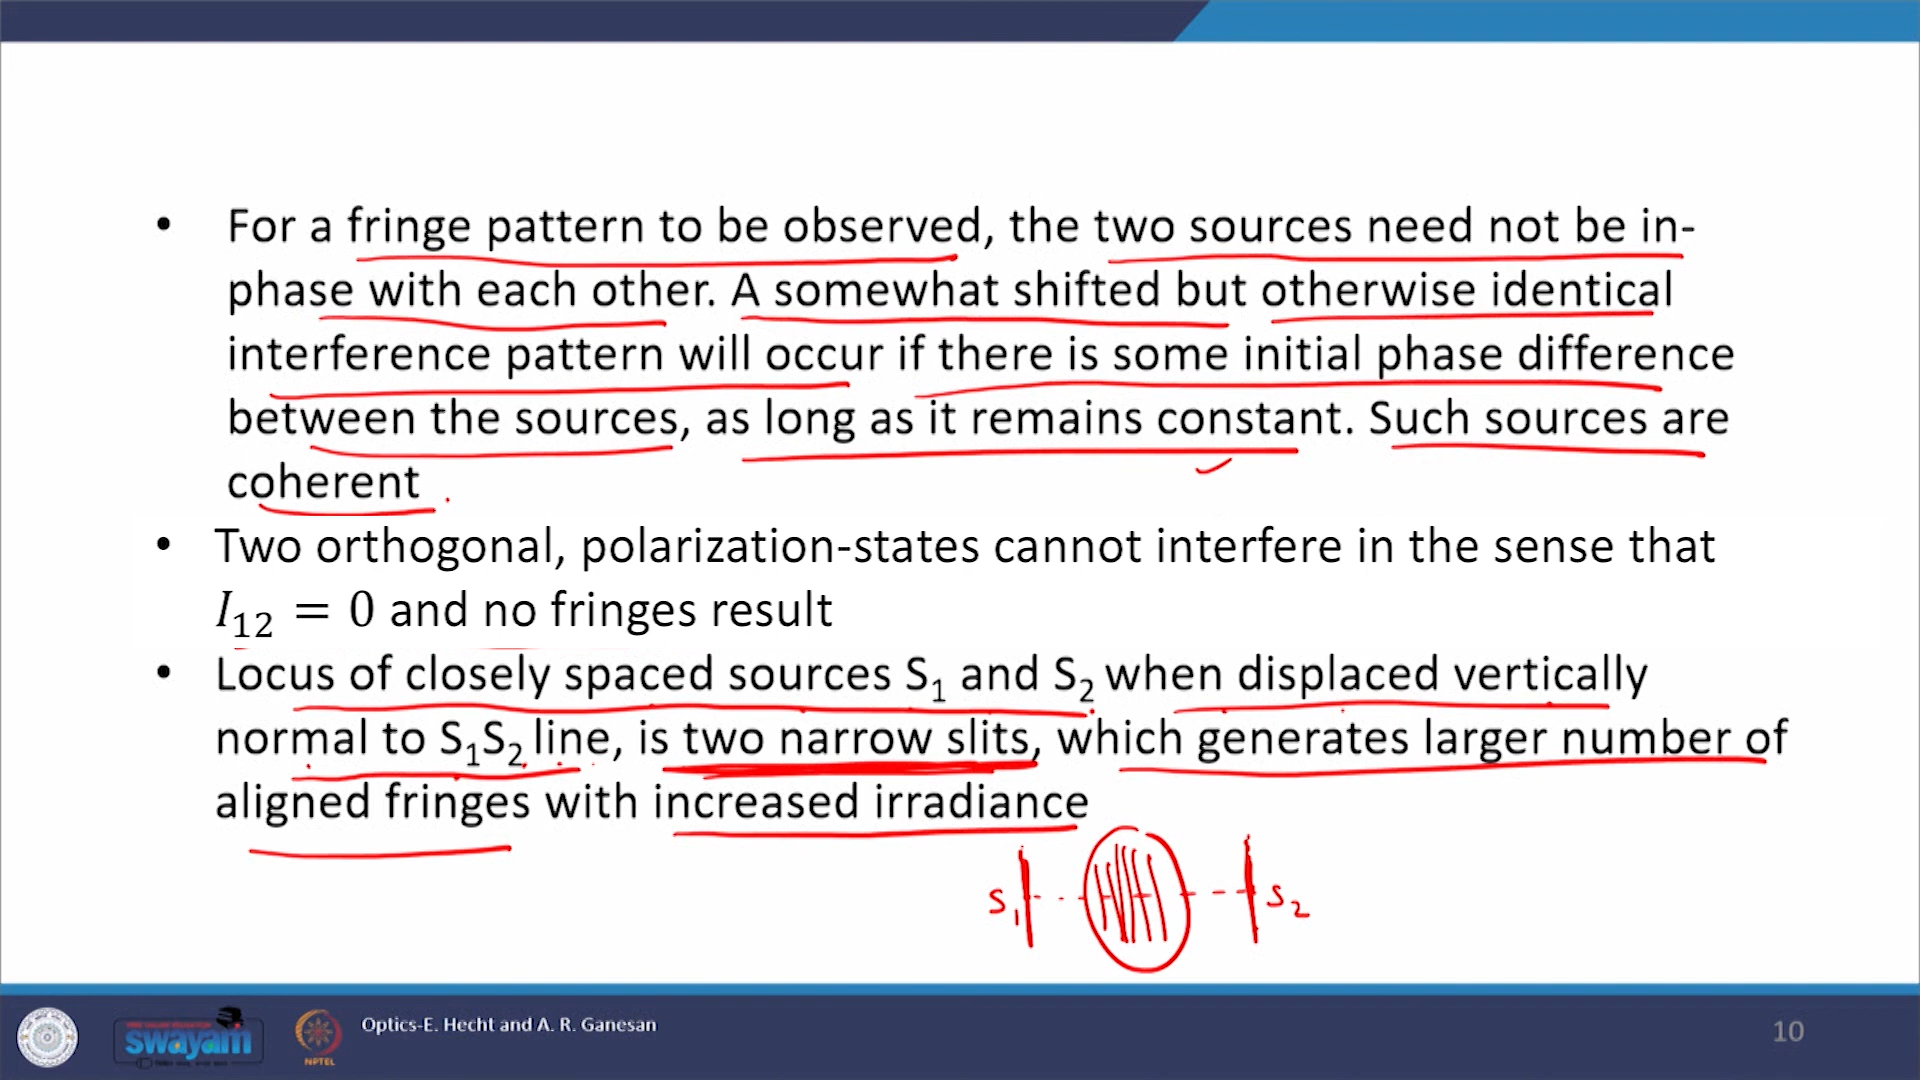 • For a fringe pattern to be observed, the two sources need not be in-
phase with each other. A somewhat shifted but otherwise identical
interference pattern will occur if there is some initial phase difference
between the sources, as long as it remains constant. Such sources are
coherent
• Two orthogonal, polarization-states cannot interfere in the sense that
I₁₂ = 0 and no fringes result
• Locus of closely spaced sources S₁ and S₂ when displaced vertically
normal to S₁S₂ line, is two narrow slits, which generates larger number of
aligned fringes with increased irradiance
S₁ S₂
swayam
NPTEL
Optics-E. Hecht and A. R. Ganesan
10